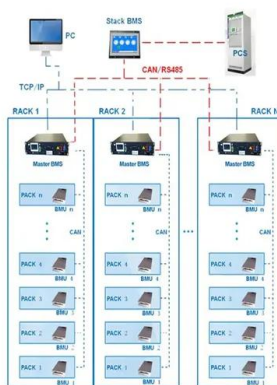 PC
Stack BMS
PCS
CAN/RS485
TCP/IP
RACK 1
RACK 2
RACK N
Master BMS
Master BMS
Master BMS
PACK n
BMU n
PACK n
BMU n
PACK n
BMU n
CAN
CAN
CAN
PACK 4
BMU 4
PACK 4
BMU 4
PACK 4
BMU 4
PACK 3
BMU 3
PACK 3
BMU 3
PACK 3
BMU 3
PACK 2
BMU 2
PACK 2
BMU 2
PACK 2
BMU 2
PACK 1
BMU 1
PACK 1
BMU 1
PACK 1
BMU 1